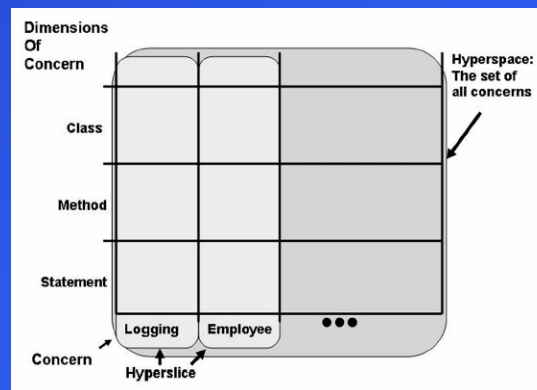 Dimensions
Of
Concern
Hyperspace:
The set of
all concerns
Class
Method
Statement
Logging
Employee
Concern
Hyperslice